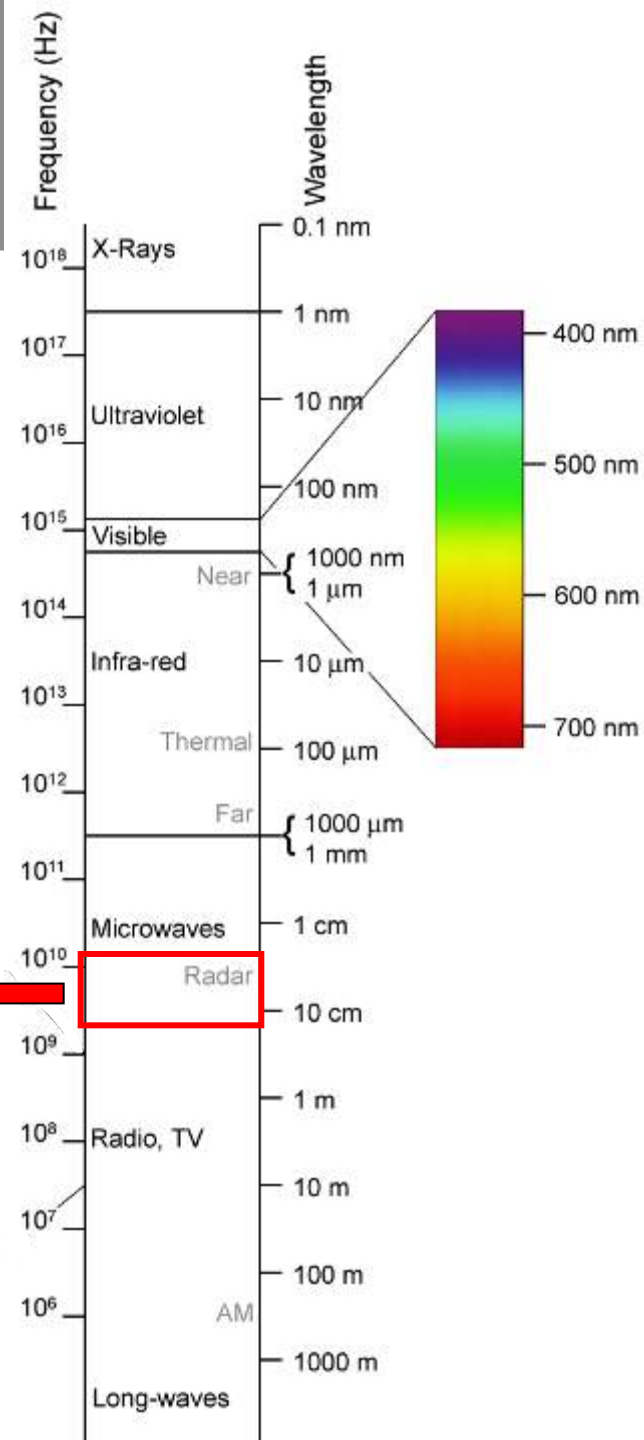 Frequency (Hz)
Wavelength
0.1 nm
X-Rays
10¹⁸
1 nm
400 nm
10¹⁷
10 nm
Ultraviolet
10¹⁶
500 nm
100 nm
10¹⁵
Visible
1000 nm
Near
1 µm
600 nm
10¹⁴
Infra-red
10 µm
10¹³
700 nm
Thermal
100 µm
10¹²
Far
1000 µm
1 mm
10¹¹
Microwaves
1 cm
10¹⁰
Radar
10 cm
10⁹
1 m
10⁸
Radio, TV
10 m
10⁷
100 m
10⁶
AM
1000 m
Long-waves